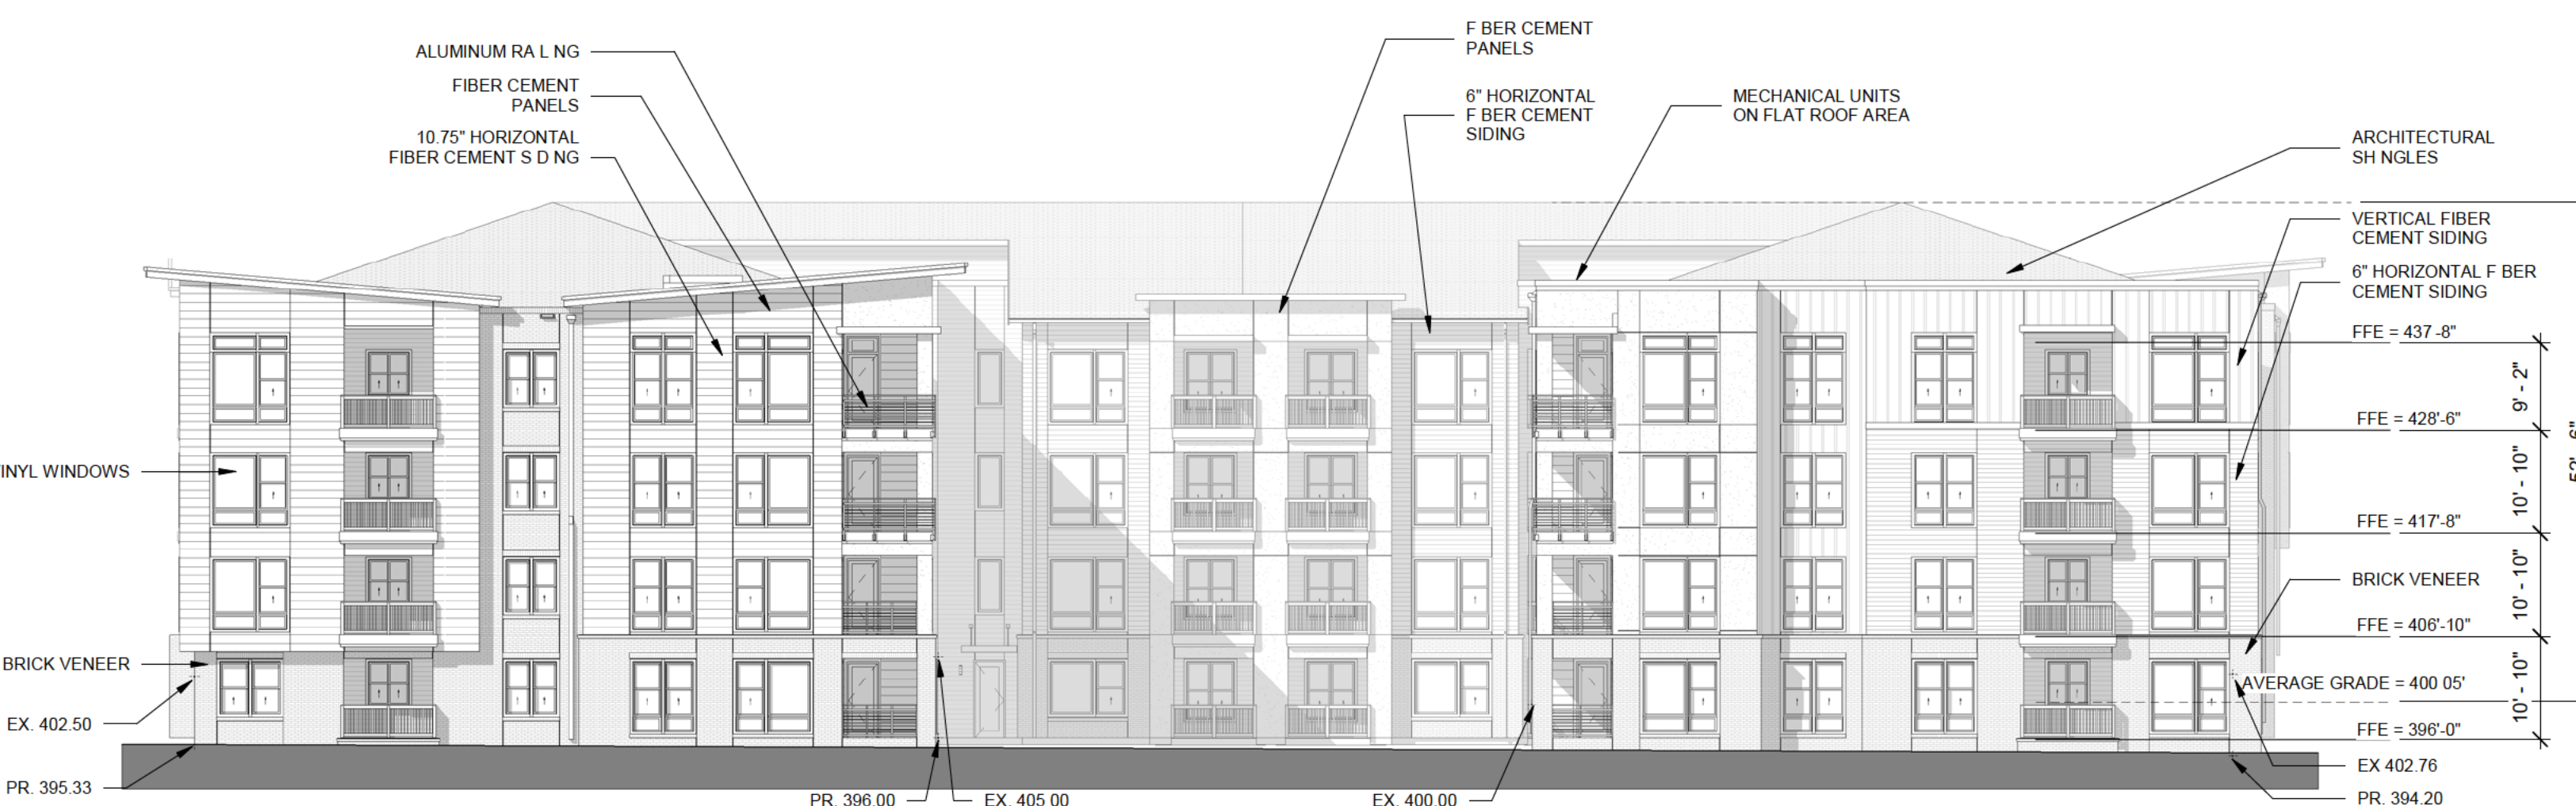 ALUMINUM RA L NG
FIBER CEMENT
PANELS
10.75" HORIZONTAL
FIBER CEMENT S D NG
F BER CEMENT
PANELS
6" HORIZONTAL
F BER CEMENT
SIDING
MECHANICAL UNITS
ON FLAT ROOF AREA
ARCHITECTURAL
SH NGLES
VERTICAL FIBER
CEMENT SIDING
6" HORIZONTAL F BER
CEMENT SIDING
FFE = 437 -8"
9' - 2"
FFE = 428'-6"
10' - 10"
FFE = 417'-8"
10' - 10"
BRICK VENEER
FFE = 406'-10"
10' - 10"
AVERAGE GRADE = 400 05'
FFE = 396'-0"
EX 402.76
PR. 394.20
INYL WINDOWS
BRICK VENEER
EX. 402.50
PR. 395.33
PR. 396.00
EX. 405 00
EX. 400.00